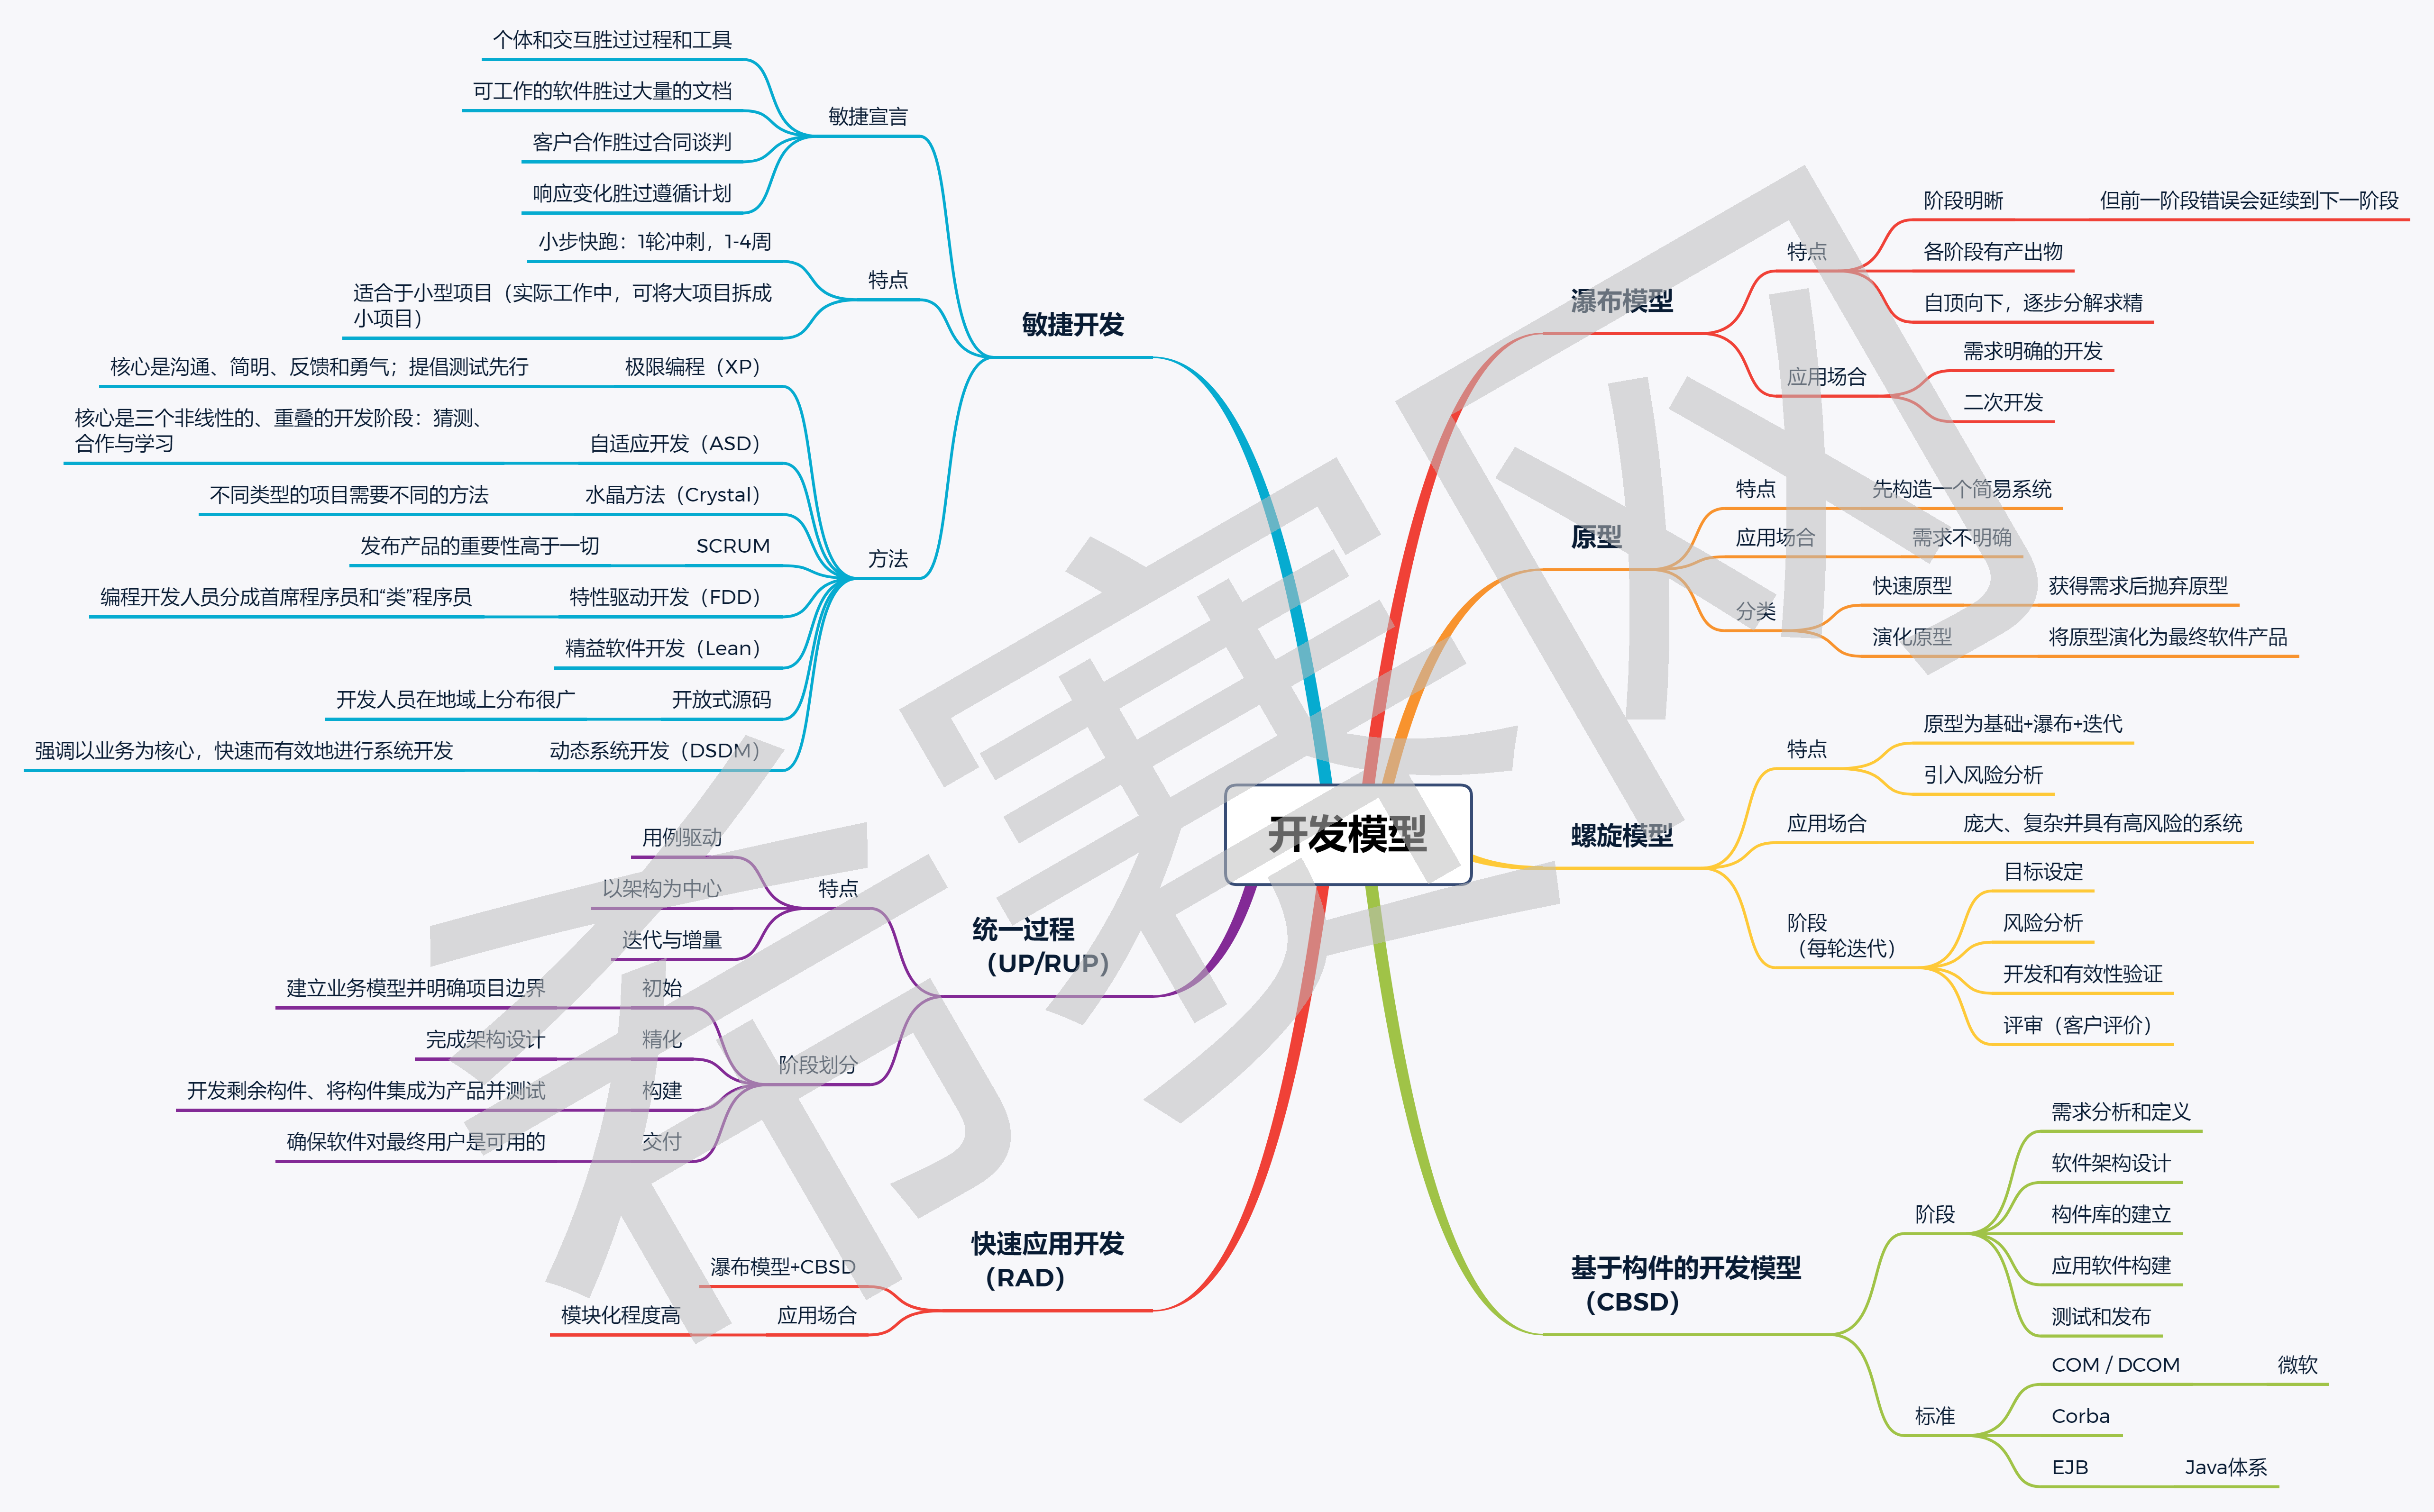 开发模型
瀑布模型
特点
阶段明晰
但前一阶段错误会延续到下一阶段
各阶段有产出物
自顶向下，逐步分解求精
应用场合
需求明确的开发
二次开发
原型
特点
先构造一个简易系统
应用场合
需求不明确
分类
快速原型
获得需求后抛弃原型
演化原型
将原型演化为最终软件产品
螺旋模型
特点
原型为基础+瀑布+迭代
引入风险分析
应用场合
庞大、复杂并具有高风险的系统
阶段
（每轮迭代）
目标设定
风险分析
开发和有效性验证
评审（客户评价）
基于构件的开发模型
（CBSD）
阶段
需求分析和定义
软件架构设计
构件库的建立
应用软件构建
测试和发布
标准
COM / DCOM
微软
Corba
EJB
Java体系
敏捷开发
敏捷宣言
个体和交互胜过过程和工具
可工作的软件胜过大量的文档
客户合作胜过合同谈判
响应变化胜过遵循计划
特点
小步快跑：1轮冲刺，1-4周
适合于小型项目（实际工作中，可将大项目拆成
小项目）
方法
极限编程（XP）
核心是沟通、简明、反馈和勇气；提倡测试先行
自适应开发（ASD）
核心是三个非线性的、重叠的开发阶段：猜测、
合作与学习
水晶方法（Crystal）
不同类型的项目需要不同的方法
SCRUM
发布产品的重要性高于一切
特性驱动开发（FDD）
编程开发人员分成首席程序员和“类”程序员
精益软件开发（Lean）
开放式源码
开发人员在地域上分布很广
动态系统开发（DSDM）
强调以业务为核心，快速而有效地进行系统开发
统一过程
（UP/RUP）
特点
用例驱动
以架构为中心
迭代与增量
阶段划分
初始
建立业务模型并明确项目边界
精化
完成架构设计
构建
开发剩余构件、将构件集成为产品并测试
交付
确保软件对最终用户是可用的
快速应用开发
（RAD）
瀑布模型+CBSD
应用场合
模块化程度高
希赛网